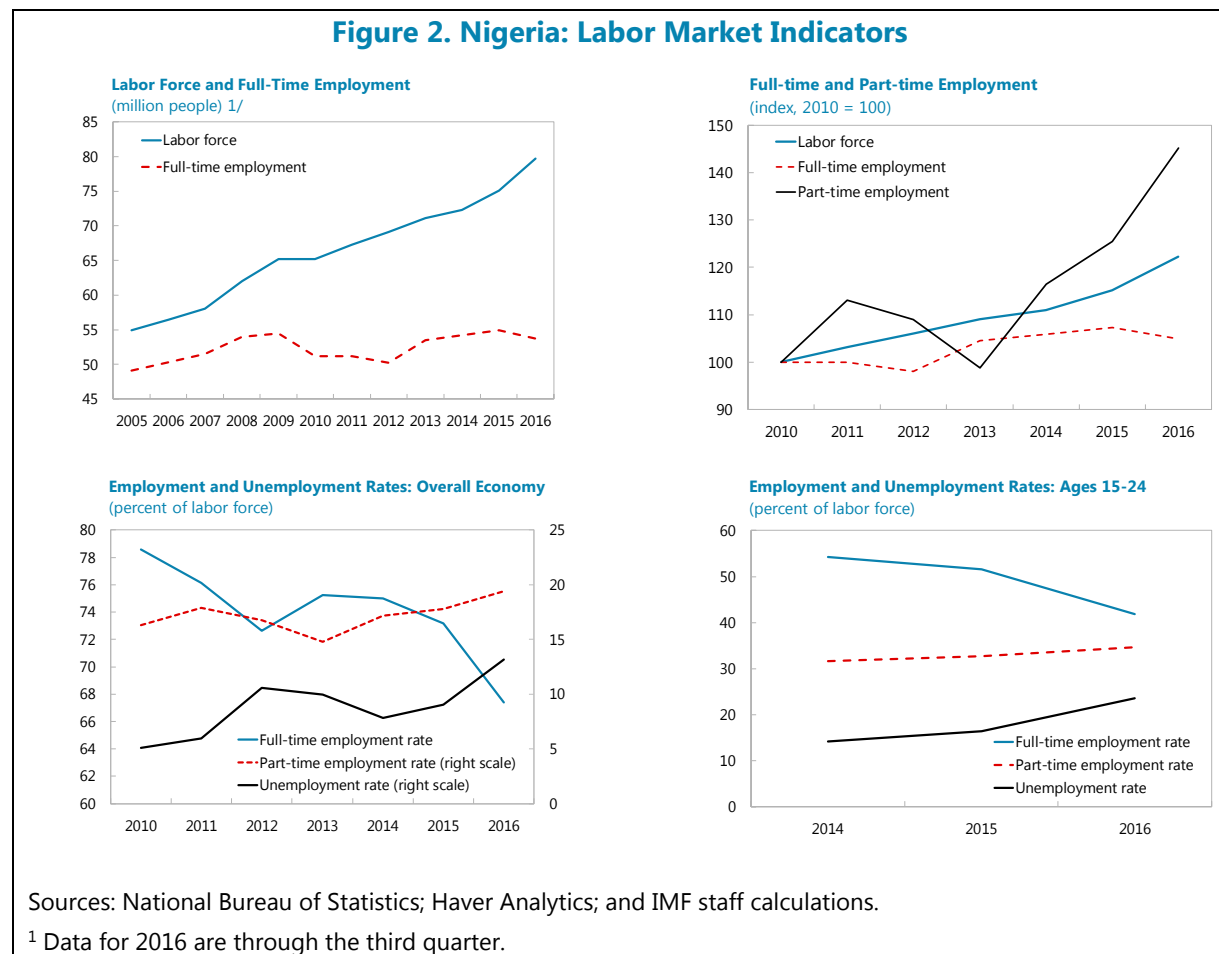 Figure 2. Nigeria: Labor Market Indicators
Labor Force and Full-Time Employment
(million people) 1/
85
80
75
70
65
60
55
50
45
Labor force
Full-time employment
2005 2006 2007 2008 2009 2010 2011 2012 2013 2014 2015 2016
Full-time and Part-time Employment
(index, 2010 = 100)
150
140
130
120
110
100
90
Labor force
Full-time employment
Part-time employment
2010 2011 2012 2013 2014 2015 2016
Employment and Unemployment Rates: Overall Economy
(percent of labor force)
80
78
76
74
72
70
68
66
64
62
60
25
20
15
10
5
0
Full-time employment rate
Part-time employment rate (right scale)
Unemployment rate (right scale)
2010 2011 2012 2013 2014 2015 2016
Employment and Unemployment Rates: Ages 15-24
(percent of labor force)
60
50
40
30
20
10
0
Full-time employment rate
Part-time employment rate
Unemployment rate
2014 2015 2016
Sources: National Bureau of Statistics; Haver Analytics; and IMF staff calculations.
1 Data for 2016 are through the third quarter.